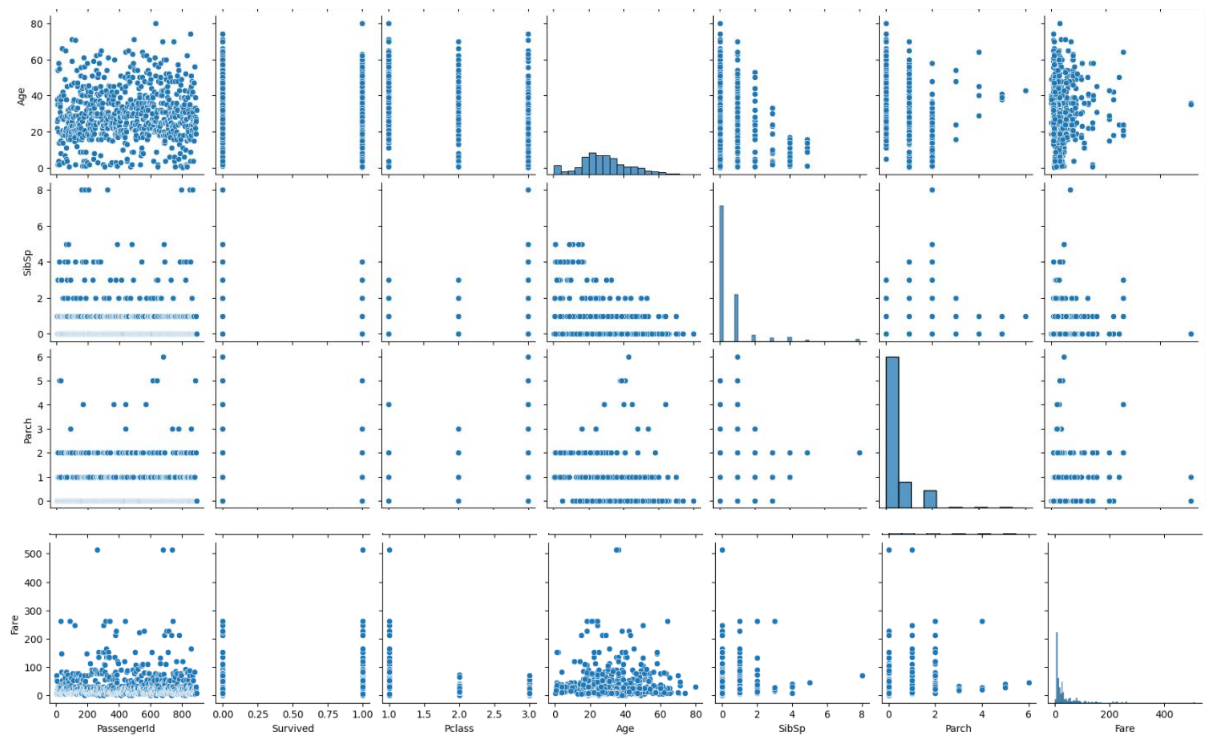 80
60
40
20
0
Age
8
6
4
2
0
SibSp
6
5
4
3
2
1
0
Parch
500
400
300
200
100
0
Fare
0 200 400 600 800
PassengerId
0.00 0.25 0.50 0.75 1.00
Survived
1.0 1.5 2.0 2.5 3.0
Pclass
0 20 40 60 80
Age
0 2 4 6 8
SibSp
0 2 4 6
Parch
0 200 400
Fare